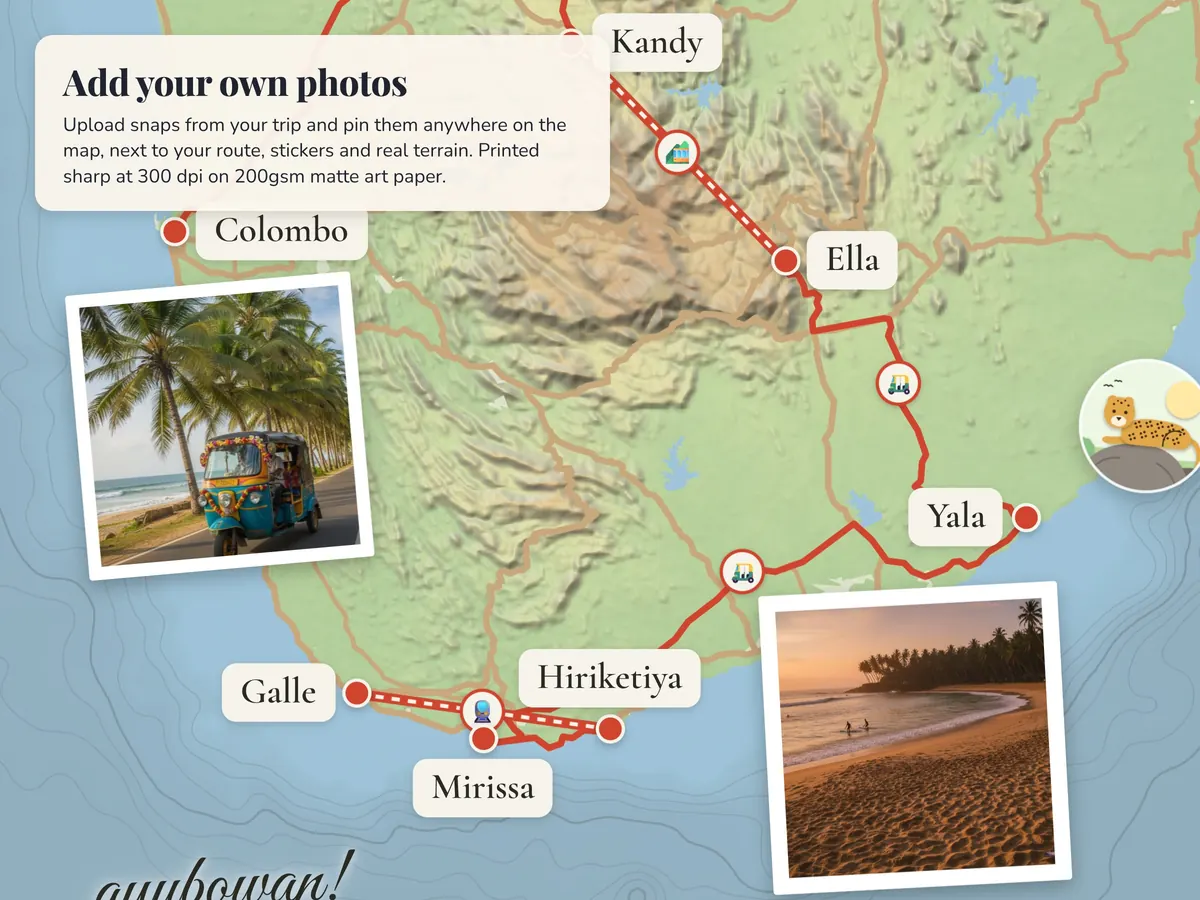 Kandy
Add your own photos
Upload snaps from your trip and pin them anywhere on the
map, next to your route, stickers and real terrain. Printed
sharp at 300 dpi on 200gsm matte art paper.
Colombo
Ella
Yala
Hiriketiya
Galle
Mirissa
ayubowan!